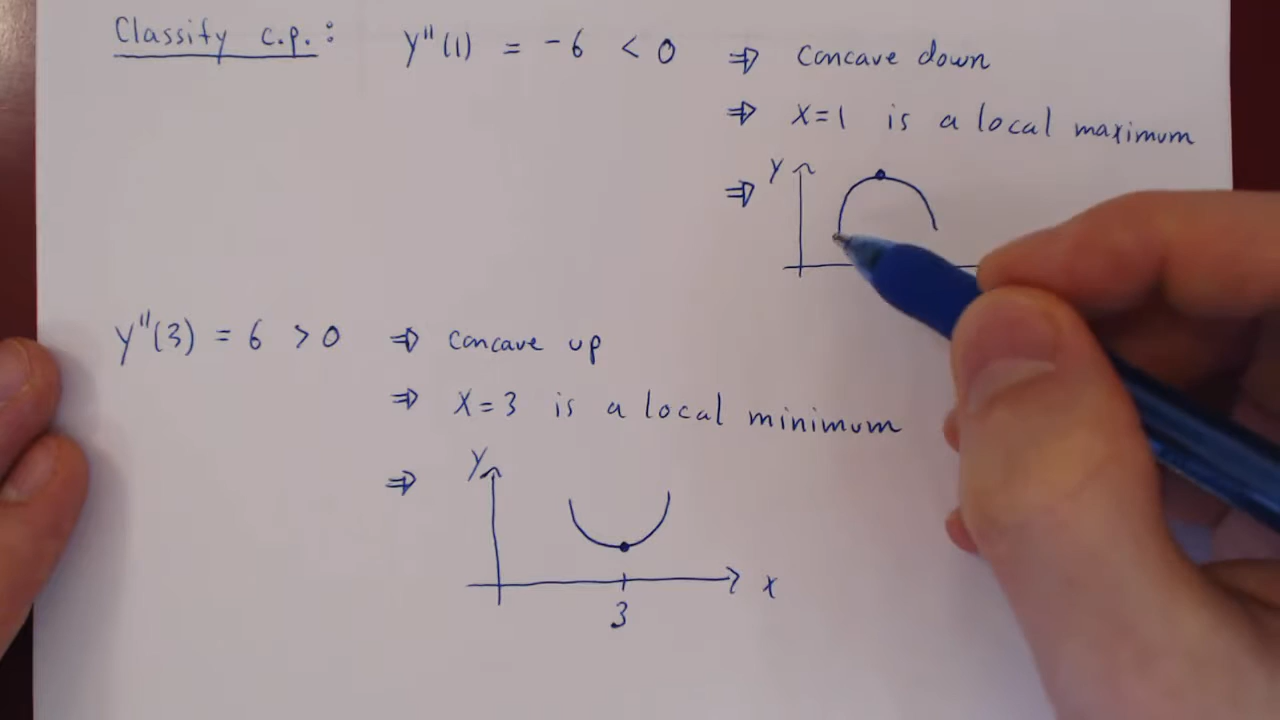 Classify c.p.: y''(1) = -6 < 0 ⇒ Concave down
⇒ x=1 is a local maximum
⇒ y
y''(3) = 6 > 0 ⇒ concave up
⇒ x=3 is a local minimum
⇒ y
x
3